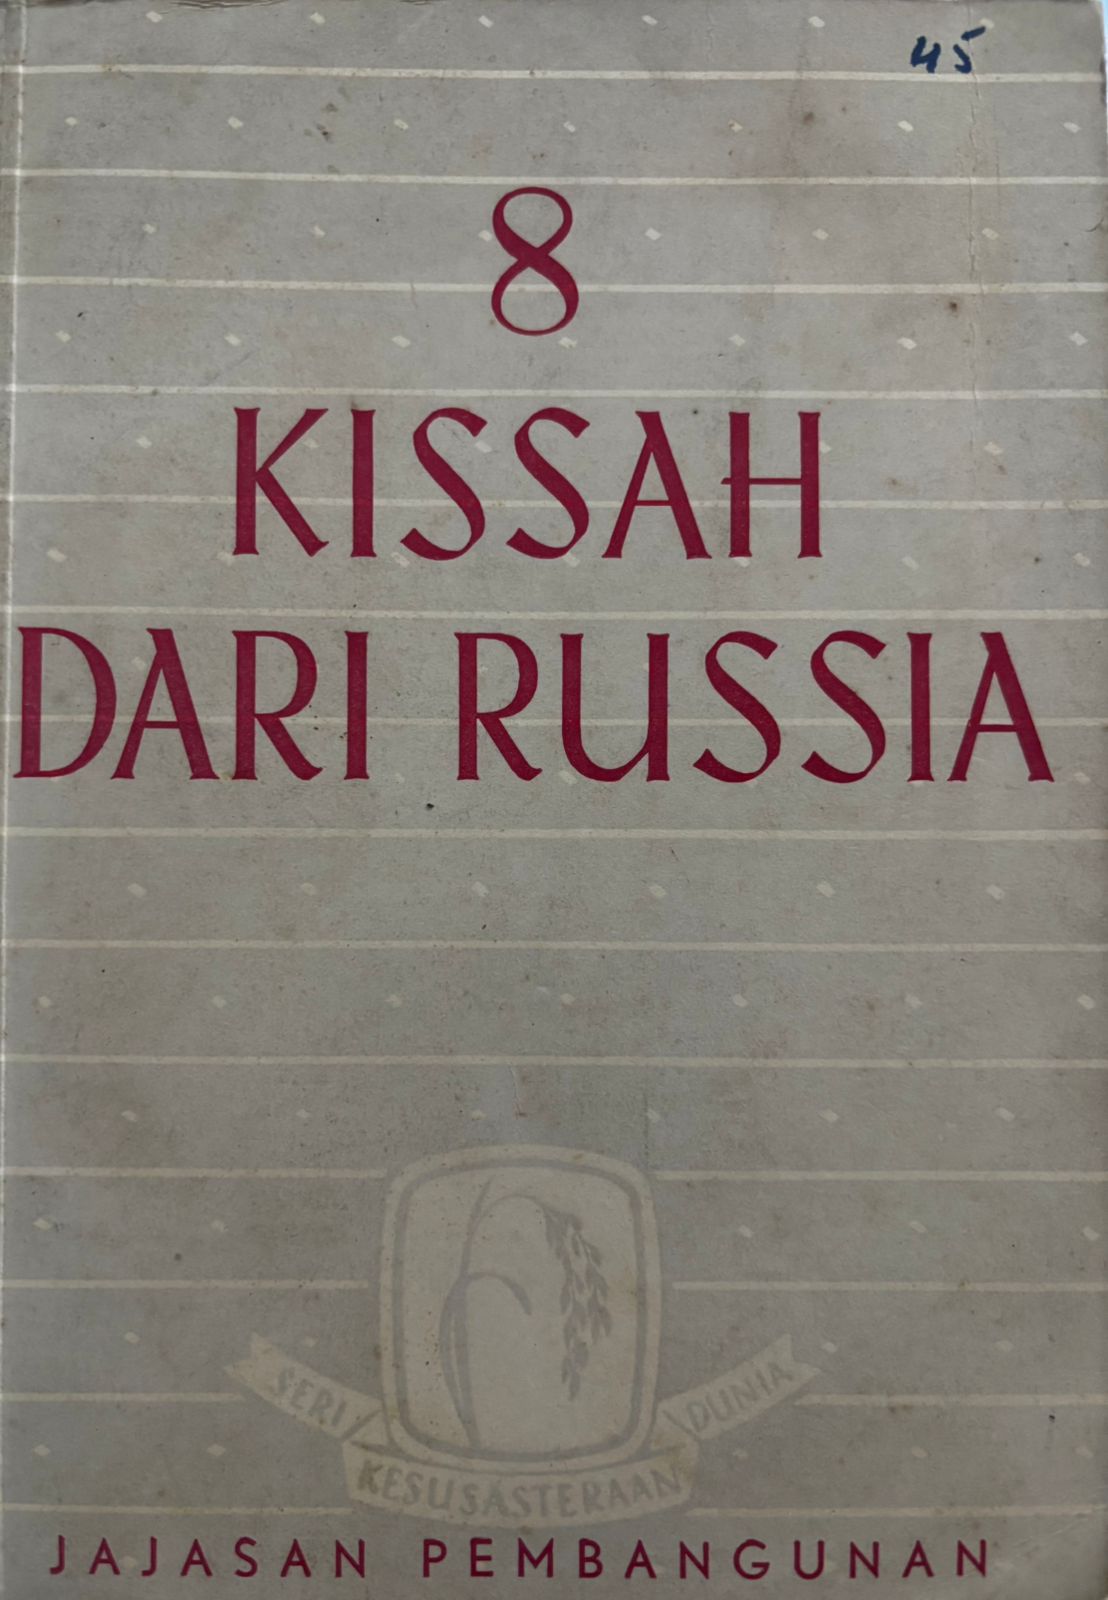 45
8
KISSAH
DARI RUSSIA
SERI KESUSASTERAAN DUNIA
JAJASAN PEMBANGUNAN